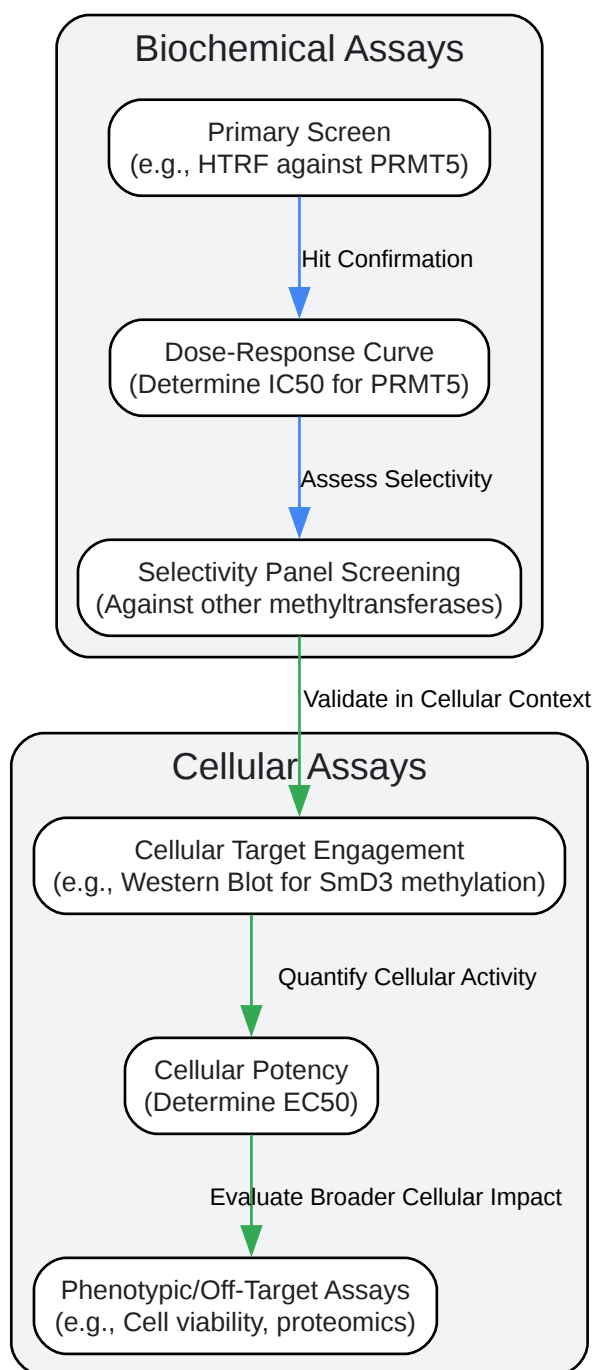 Biochemical Assays
Primary Screen
(e.g., HTRF against PRMT5)
Hit Confirmation
Dose-Response Curve
(Determine IC50 for PRMT5)
Assess Selectivity
Selectivity Panel Screening
(Against other methyltransferases)
Validate in Cellular Context
Cellular Assays
Cellular Target Engagement
(e.g., Western Blot for SmD3 methylation)
Quantify Cellular Activity
Cellular Potency
(Determine EC50)
Evaluate Broader Cellular Impact
Phenotypic/Off-Target Assays
(e.g., Cell viability, proteomics)